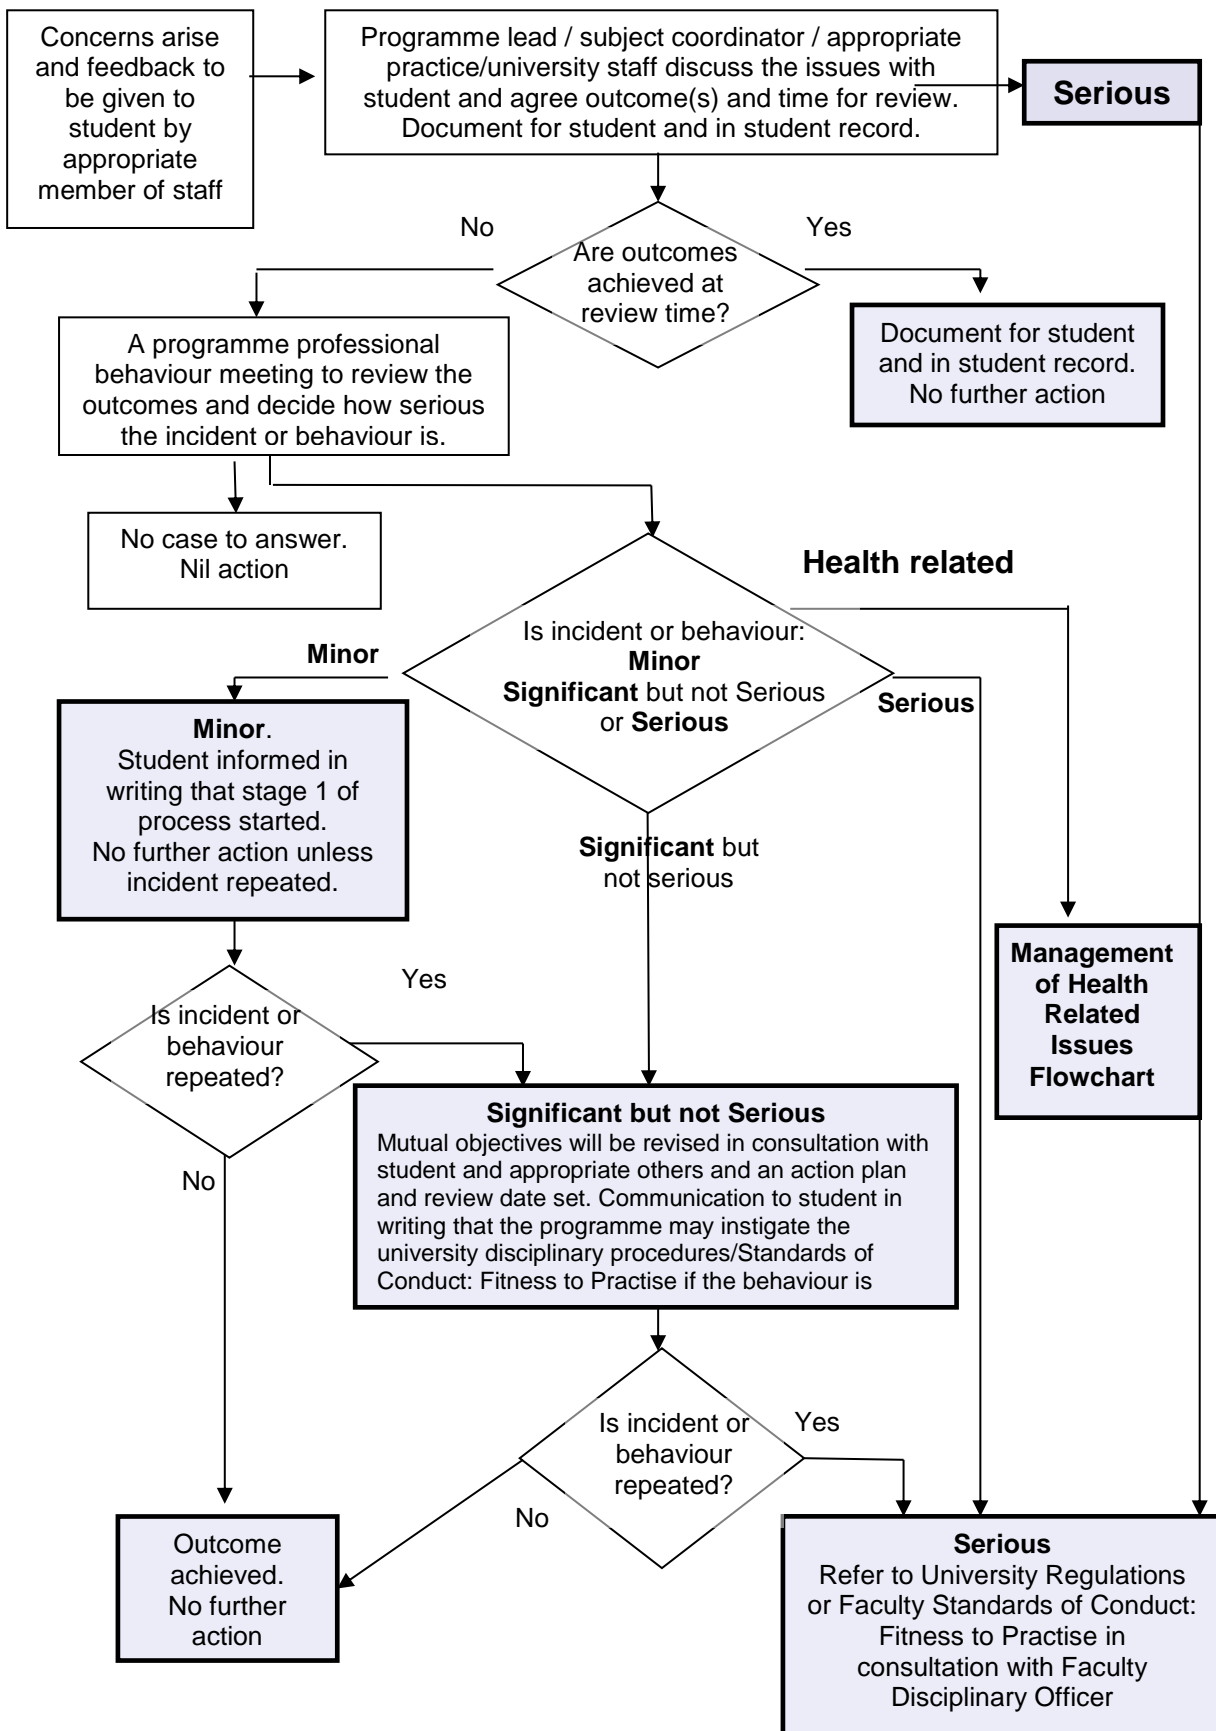 Concerns arise
and feedback to
be given to
student by
appropriate
member of staff
Programme lead / subject coordinator / appropriate
practice/university staff discuss the issues with
student and agree outcome(s) and time for review.
Document for student and in student record.
Serious
No
Yes
Are outcomes
achieved at
review time?
A programme professional
behaviour meeting to review the
outcomes and decide how serious
the incident or behaviour is.
Document for student
and in student record.
No further action
No case to answer.
Nil action
Health related
Is incident or behaviour:
Minor
Significant but not Serious
or Serious
Minor
Serious
Minor.
Student informed in
writing that stage 1 of
process started.
No further action unless
incident repeated.
Significant but
not serious
Management
of Health
Related
Issues
Flowchart
Yes
Is incident or
behaviour
repeated?
No
Significant but not Serious
Mutual objectives will be revised in consultation with
student and appropriate others and an action plan
and review date set. Communication to student in
writing that the programme may instigate the
university disciplinary procedures/Standards of
Conduct: Fitness to Practise if the behaviour is
Is incident or
behaviour
repeated?
Yes
No
Outcome
achieved.
No further
action
Serious
Refer to University Regulations
or Faculty Standards of Conduct:
Fitness to Practise in
consultation with Faculty
Disciplinary Officer